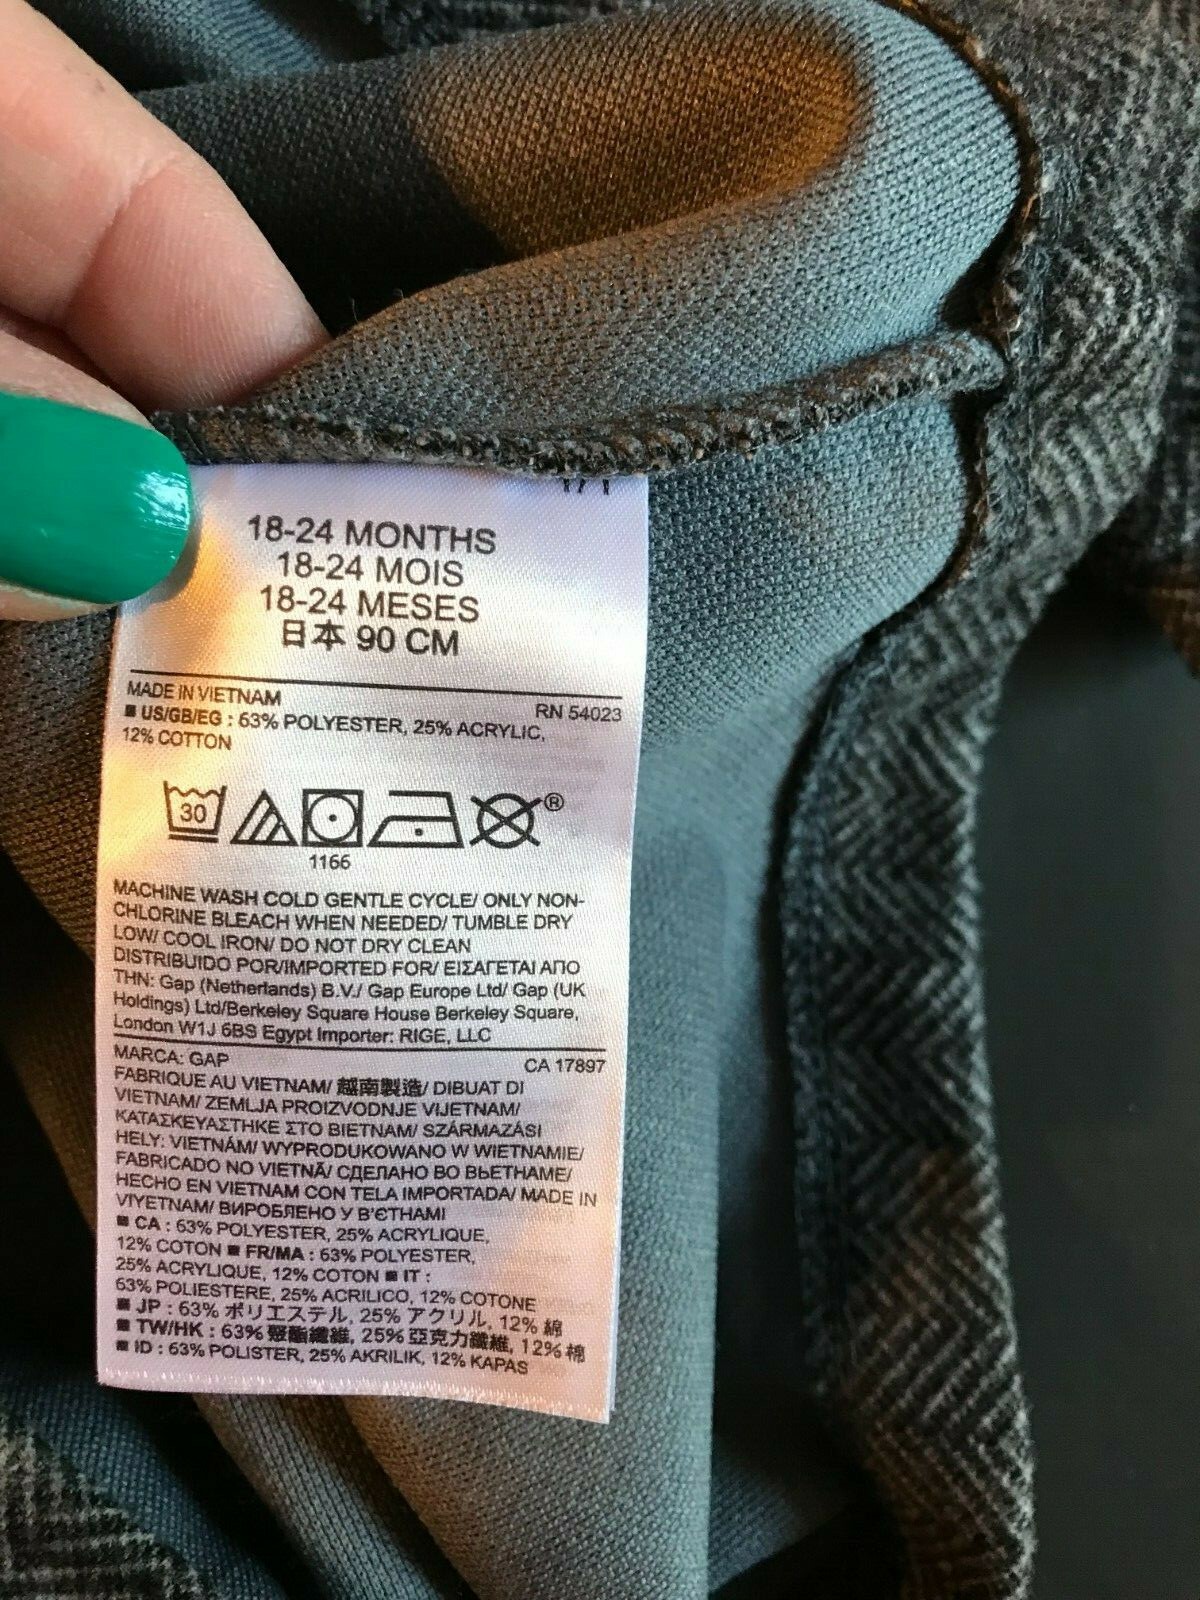 18-24 MONTHS
18-24 MOIS
18-24 MESES
日本 90 CM
MADE IN VIETNAM
RN 54023
■ US/GB/EG : 63% POLYESTER, 25% ACRYLIC,
12% COTTON
30
®
1166
MACHINE WASH COLD GENTLE CYCLE/ ONLY NON-
CHLORINE BLEACH WHEN NEEDED/ TUMBLE DRY
LOW/ COOL IRON/ DO NOT DRY CLEAN
DISTRIBUIDO POR/IMPORTED FOR/ ΕΙΣΑΓΕΤΑΙ ΑΠΟ
THN: Gap (Netherlands) B.V./ Gap Europe Ltd/ Gap (UK
Holdings) Ltd/Berkeley Square House Berkeley Square,
London W1J 6BS Egypt Importer: RIGE, LLC
MARCA: GAP
CA 17897
FABRIQUE AU VIETNAM/ 越南製造/ DIBUAT DI
VIETNAM/ ZEMLJA PROIZVODNJE VIJETNAM/
ΚΑΤΑΣΚΕΥΑΣΤΗΚΕ ΣΤΟ ΒΙΕΤΝΑΜ/ SZÁRMAZÁSI
HELY: VIETNÁM/ WYPRODUKOWANO W WIETNAMIE/
FABRICADO NO VIETNÃ/ СДЕЛАНО ВО ВЬЕТНАМЕ/
HECHO EN VIETNAM CON TELA IMPORTADA/ MADE IN
VIYETNAM/ ВИРОБЛЕНО У В'ЄТНАМІ
■ CA : 63% POLYESTER, 25% ACRYLIQUE,
12% COTON ■ FR/MA : 63% POLYESTER,
25% ACRYLIQUE, 12% COTON ■ IT :
63% POLIESTERE, 25% ACRILICO, 12% COTONE
■ JP : 63% ポリエステル, 25% アクリル, 12% 綿
■ TW/HK : 63% 聚酯纖維, 25% 亞克力纖維, 12% 棉
■ ID : 63% POLISTER, 25% AKRILIK, 12% KAPAS